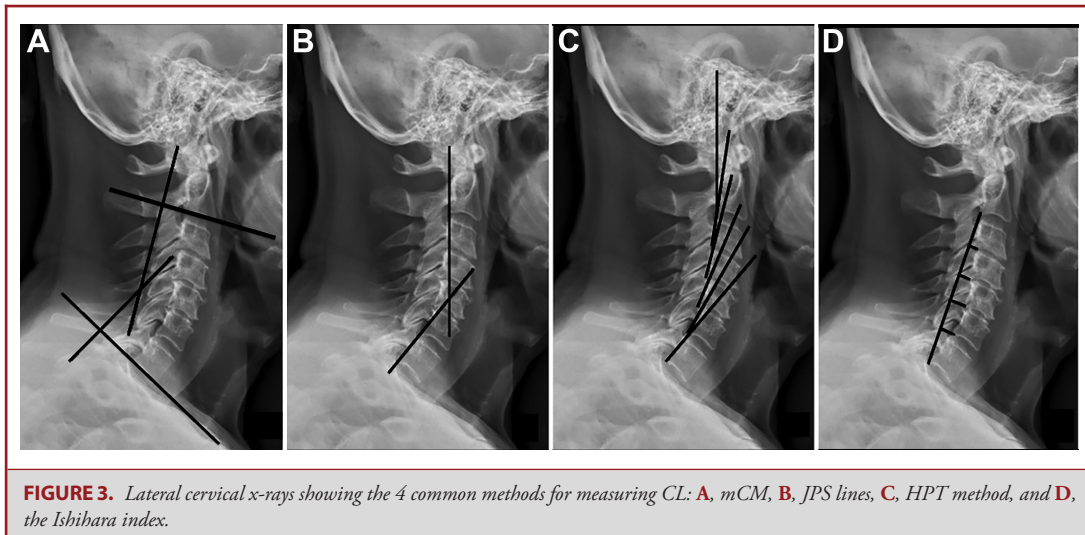 A
B
C
D
FIGURE 3. Lateral cervical x-rays showing the 4 common methods for measuring CL: A, mCM, B, JPS lines, C, HPT method, and D,
the Ishihara index.